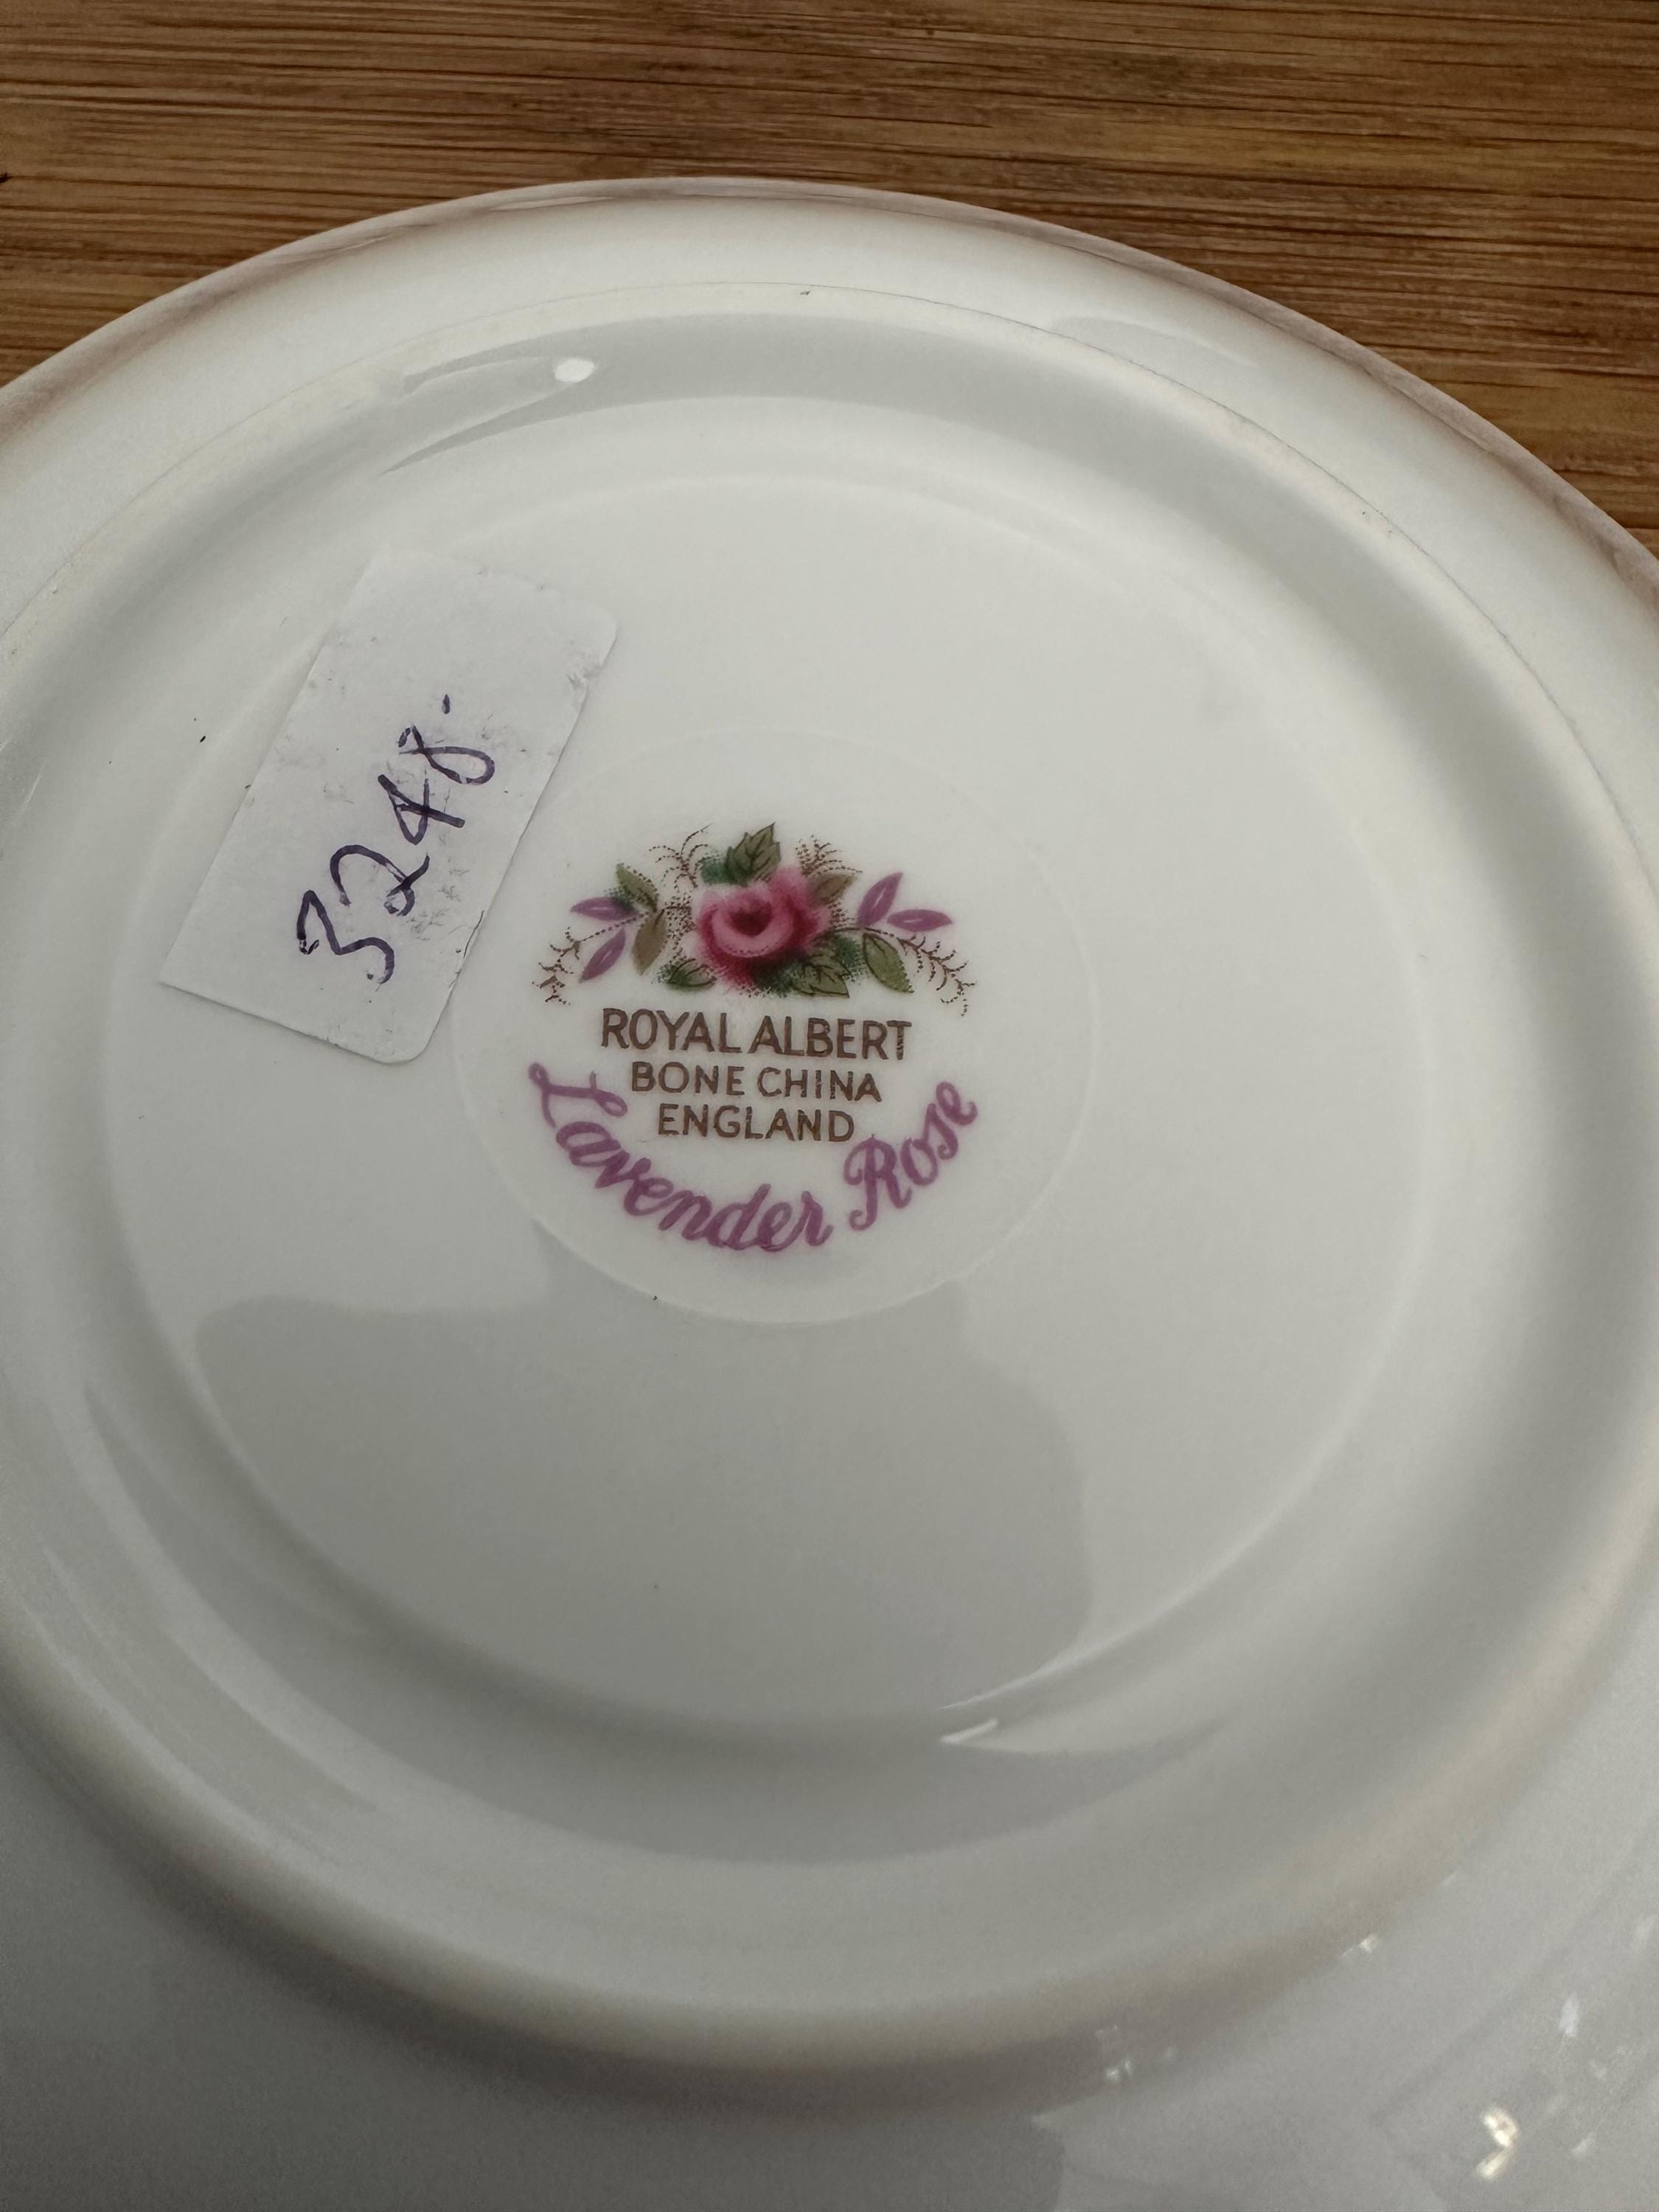 3248.
ROYAL ALBERT
BONE CHINA
ENGLAND
Lavender Rose